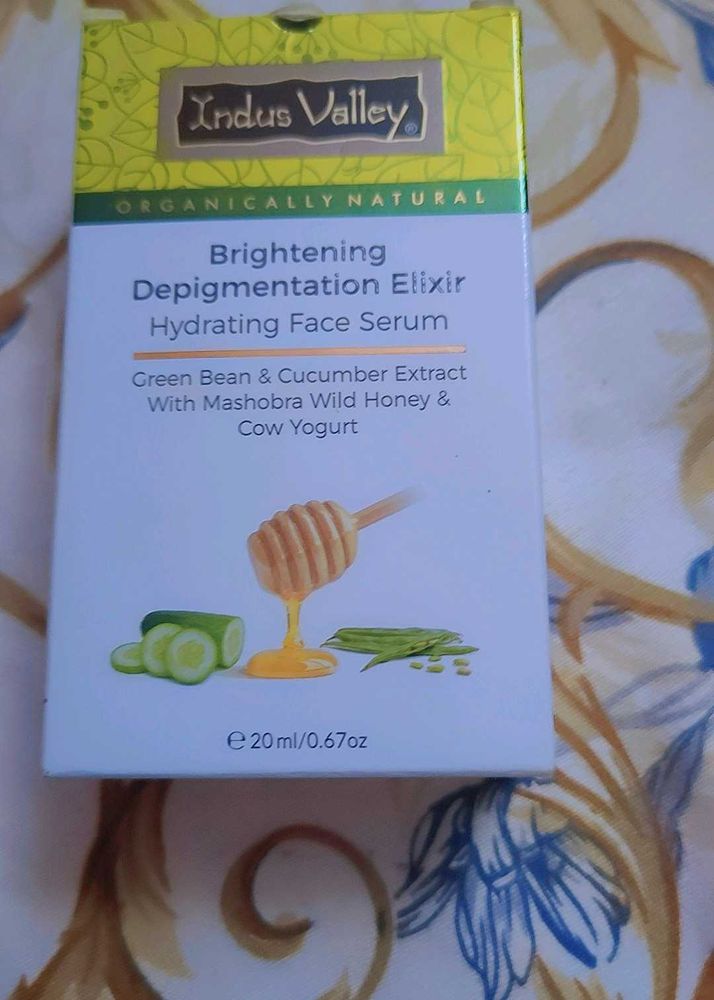 Indus Valley®
ORGANICALLY NATURAL
Brightening
Depigmentation Elixir
Hydrating Face Serum
Green Bean & Cucumber Extract
With Mashobra Wild Honey &
Cow Yogurt
℮ 20 ml/0.67oz